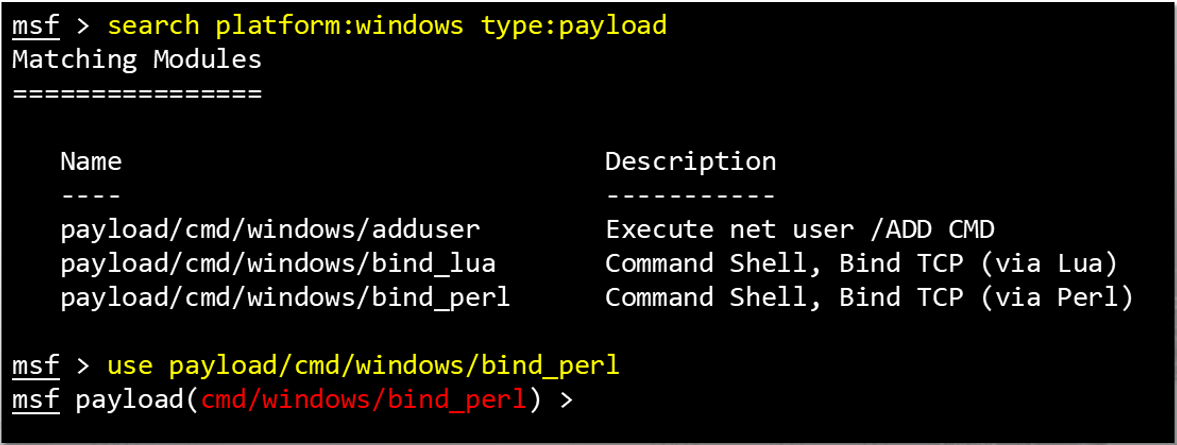 msf > search platform:windows type:payload
Matching Modules
================
Name Description
---- -----------
payload/cmd/windows/adduser Execute net user /ADD CMD
payload/cmd/windows/bind_lua Command Shell, Bind TCP (via Lua)
payload/cmd/windows/bind_perl Command Shell, Bind TCP (via Perl)
msf > use payload/cmd/windows/bind_perl
msf payload(cmd/windows/bind_perl) >